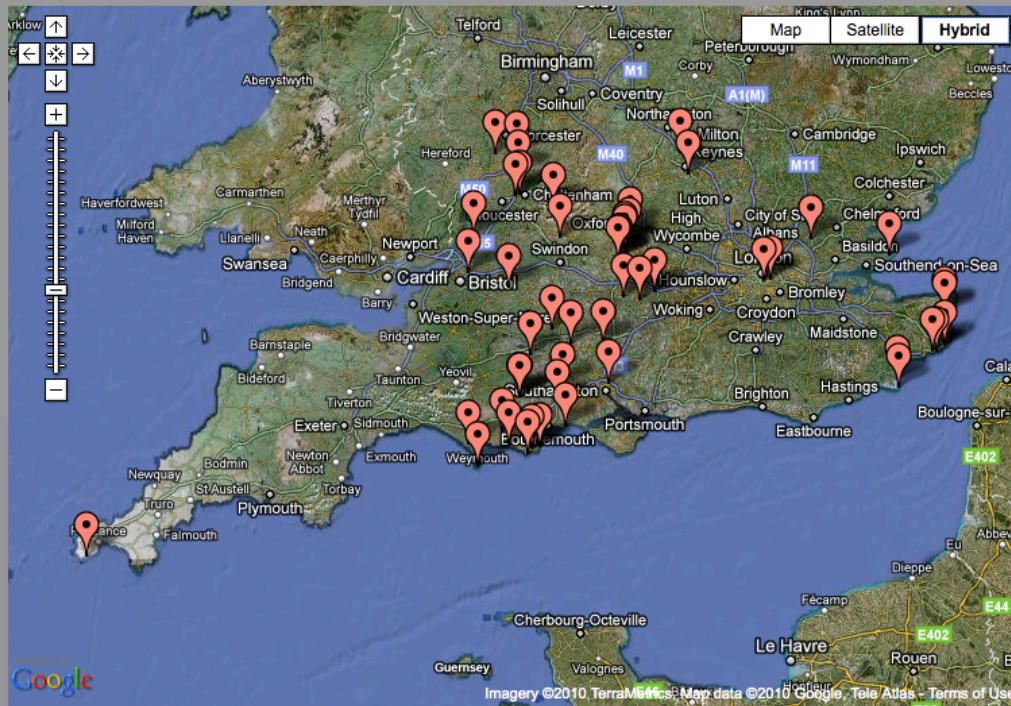 Arklow
Telford
Leicester
King's Lynn
Map
Satellite
Hybrid
Peterborough
Wymondham
Lowesto
Beccles
Birmingham
M1
Corby
A1(M)
Aberystwyth
Solihull
Coventry
Northampton
Milton
Keynes
Cambridge
Ipswich
Hereford
M40
M11
Colchester
Haverfordwest
Milford
Haven
Carmarthen
Merthyr
Tydfil
M50
Cheltenham
Luton
City of S
Albans
Chelmsford
Llanelli
Neath
Swansea
Caerphilly
Newport
Swindon
High
Wycombe
Basildon
Southend-on-Sea
Bridgend
Cardiff
Bristol
Hounslow
Barry
Weston-Super-Mare
Woking
Bromley
Croydon
Maidstone
Bridgwater
Crawley
Barnstaple
Bideford
Taunton
Yeovil
Southampton
Hastings
Cala
Tiverton
Brighton
Boulogne-sur-
Exeter
Sidmouth
Bournemouth
Portsmouth
Eastbourne
Newton
Abbot
Exmouth
Weymouth
E402
Bodmin
Newquay
St Austell
Torbay
Truro
Plymouth
Falmouth
Eu
Abbev
Dieppe
Fécamp
E44
Cherbourg-Octeville
E402
Le Havre
Rouen
Guernsey
Valognes
Honfleur
Google
Imagery ©2010 TerraMetrics, Map data ©2010 Google, Tele Atlas - Terms of Use